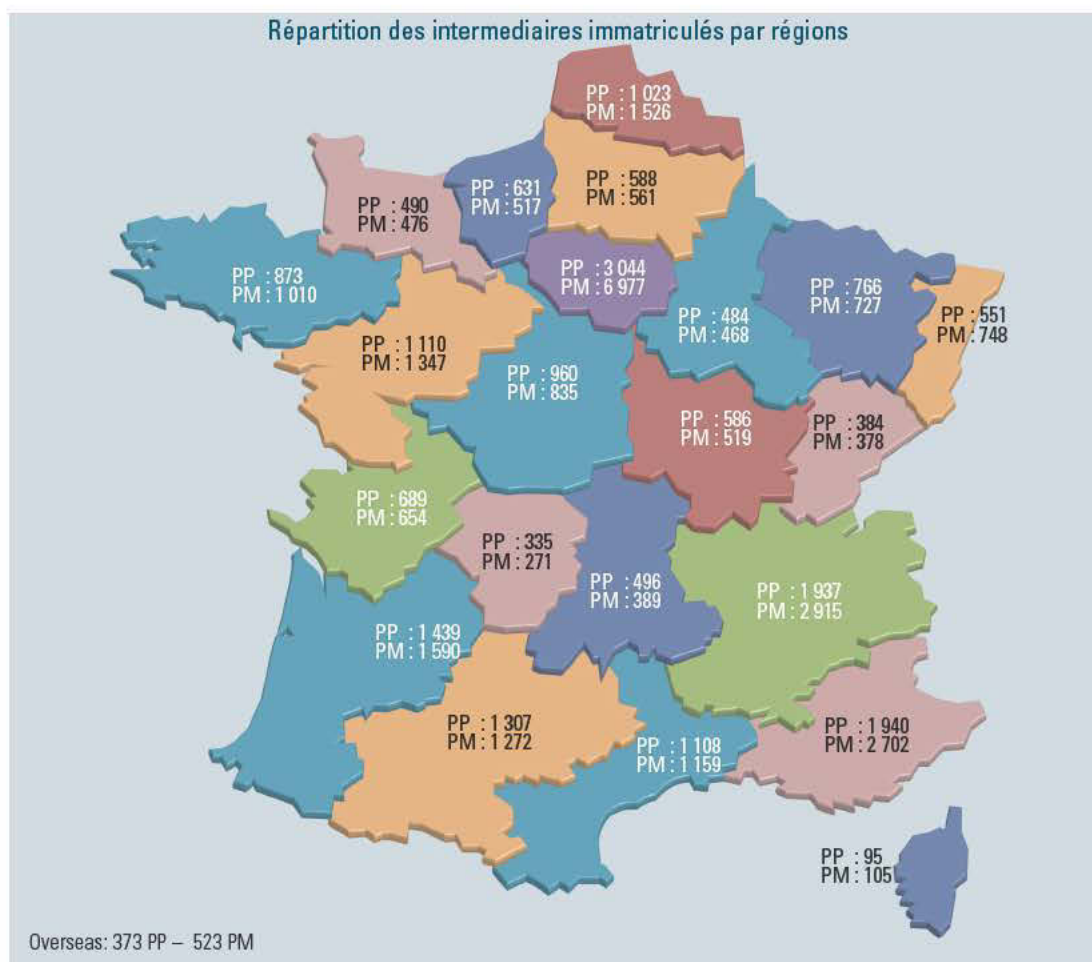 Répartition des intermediaires immatriculés par régions
PP : 1 023
PM : 1 526
PP : 588
PM : 561
PP : 631
PM : 517
PP : 490
PM : 476
PP : 873
PM : 1 010
PP : 3 044
PM : 6 977
PP : 484
PM : 468
PP : 766
PM : 727
PP : 551
PM : 748
PP : 1 110
PM : 1 347
PP : 960
PM : 835
PP : 586
PM : 519
PP : 384
PM : 378
PP : 689
PM : 654
PP : 335
PM : 271
PP : 496
PM : 389
PP : 1 937
PM : 2 915
PP : 1 439
PM : 1 590
PP : 1 307
PM : 1 272
PP : 1 108
PM : 1 159
PP : 1 940
PM : 2 702
PP : 95
PM : 105
Overseas: 373 PP – 523 PM